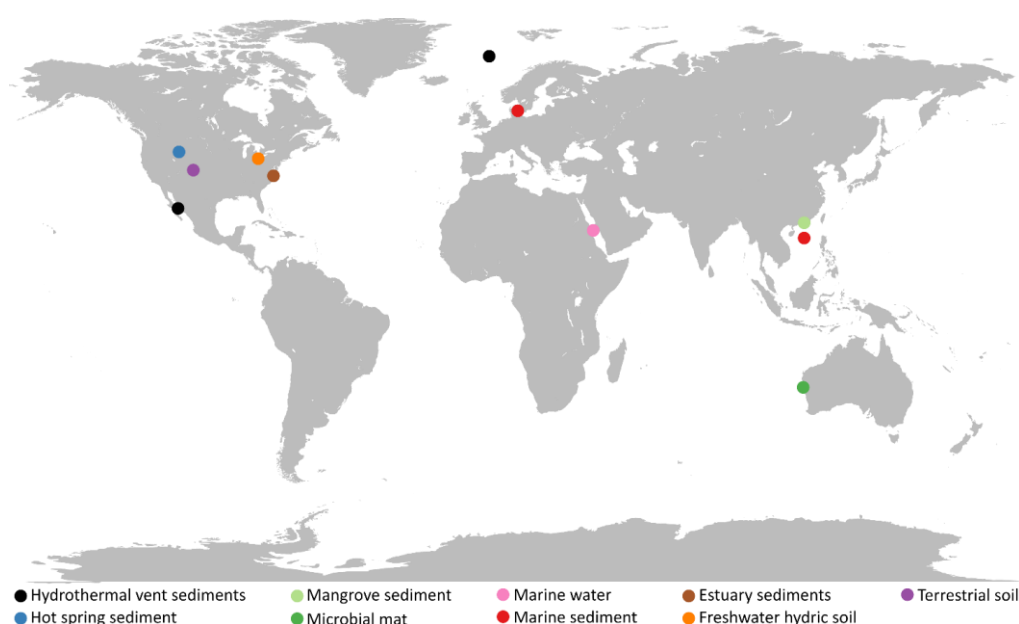 Hydrothermal vent sediments Mangrove sediment Marine water Estuary sediments Terrestrial soil
Hot spring sediment Microbial mat Marine sediment Freshwater hydric soil